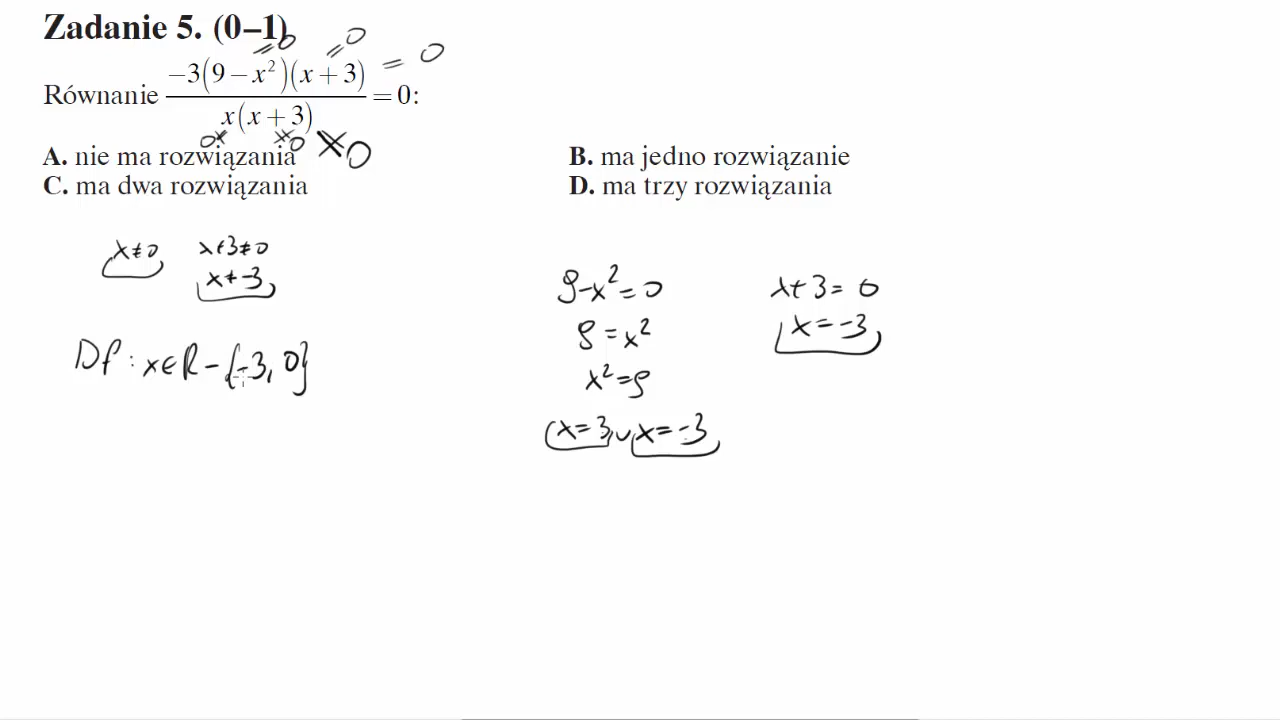 Zadanie 5. (0–1)
=0 =0
Równanie −3(9−x²)(x+3) / x(x+3) =0:
= 0
≠0 ≠0 ≠0
A. nie ma rozwiązania B. ma jedno rozwiązanie
C. ma dwa rozwiązania D. ma trzy rozwiązania
x≠0 x+3≠0
x≠-3
Df: x∈R-{-3, 0}
9-x²=0 x+3=0
9=x² x=-3
x²=9
x=3 ∪ x=-3